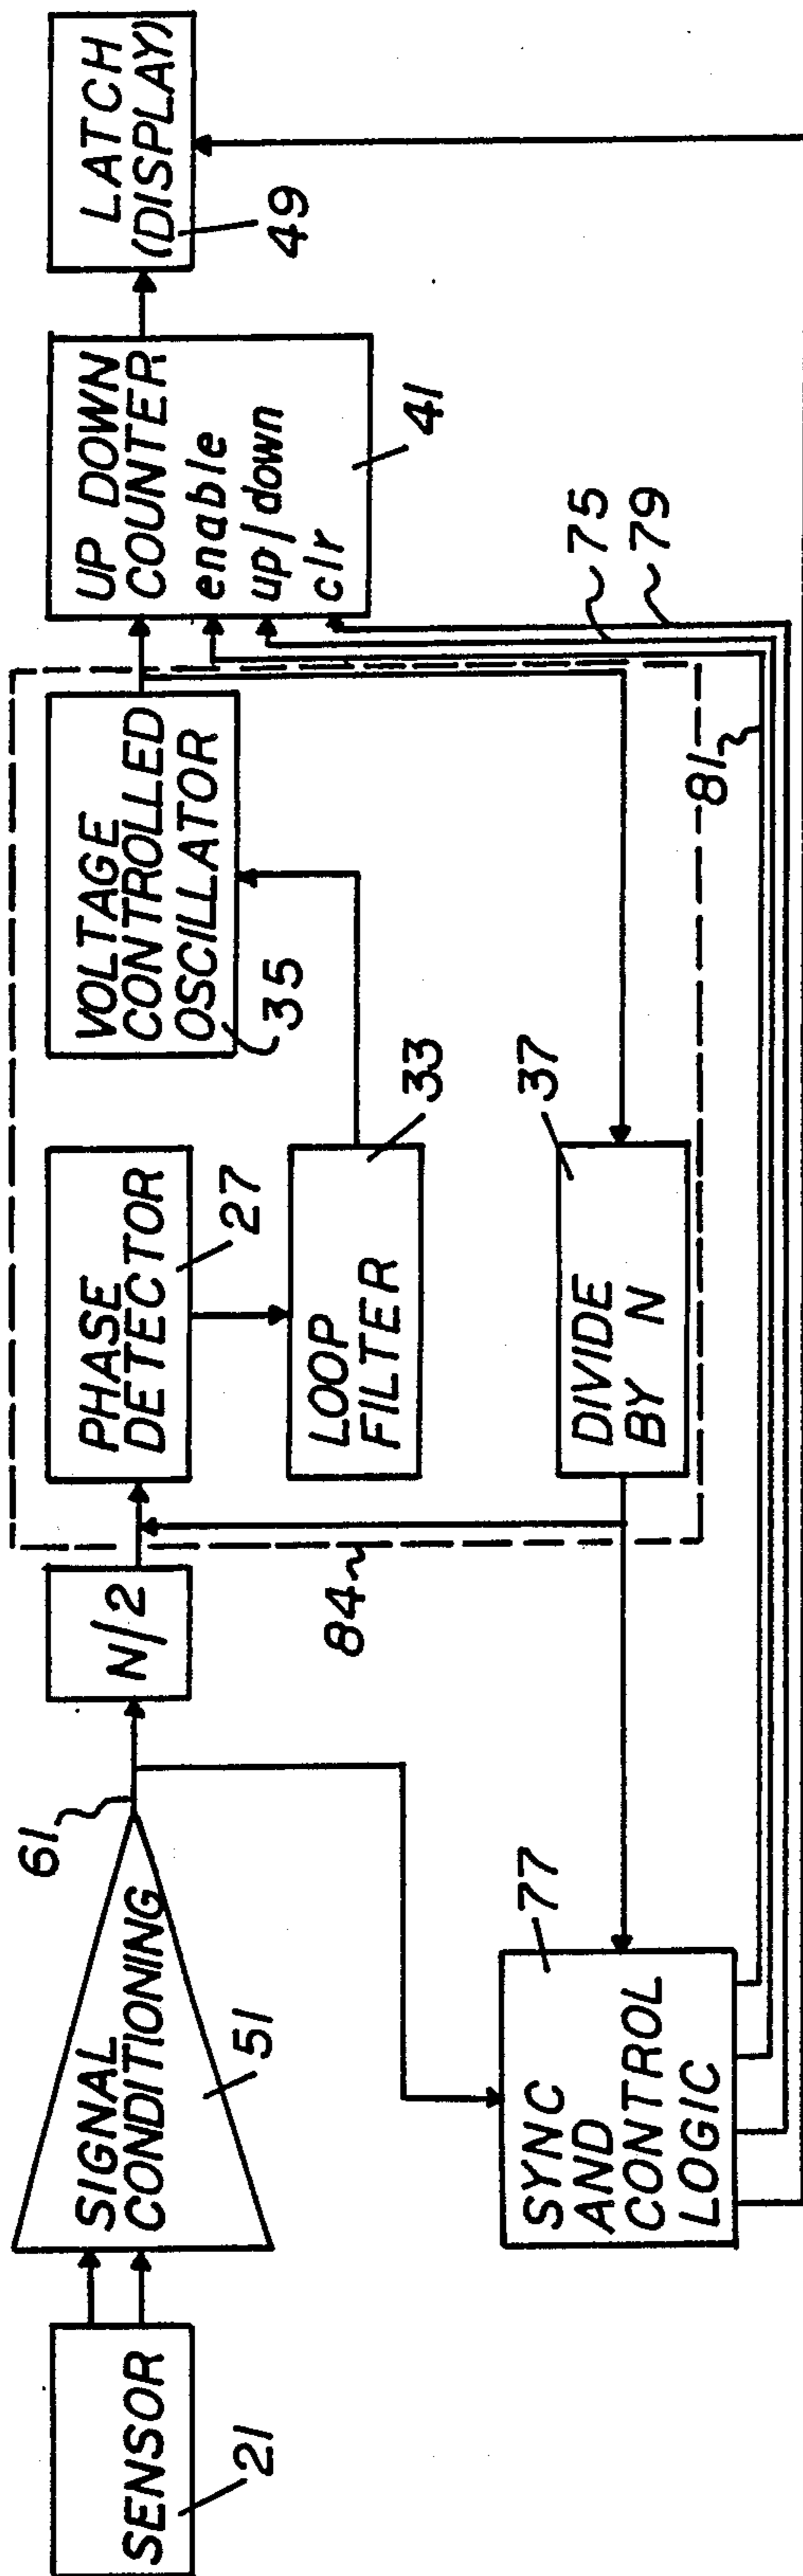 SENSOR
21
SIGNAL
CONDITIONING
51
61
N/2
84
PHASE
DETECTOR
27
LOOP
FILTER
33
VOLTAGE
CONTROLLED
OSCILLATOR
35
DIVIDE
BY N
37
UP DOWN
COUNTER
enable
up/down
clr
41
LATCH
(DISPLAY)
49
SYNC
AND
CONTROL
LOGIC
77
81
75
79